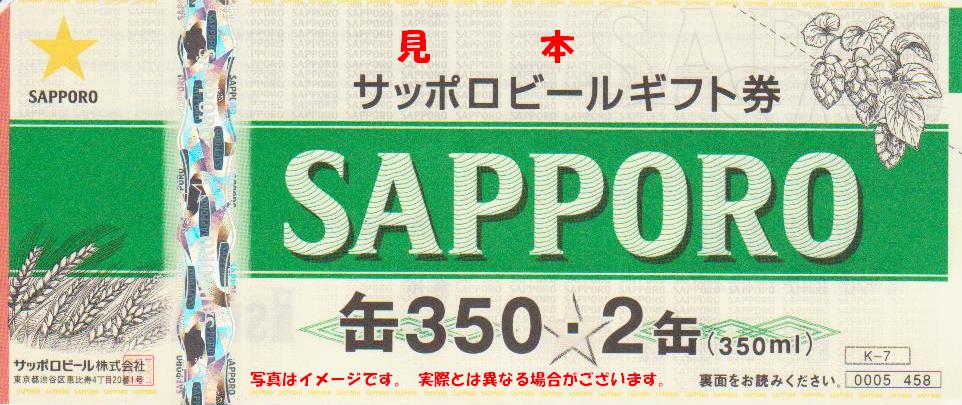 見 本
サッポロビールギフト券
SAPPORO
SAPPORO
缶350・2缶(350ml)
サッポロビール株式会社
東京都渋谷区恵比寿4丁目20番1号
写真はイメージです。 実際とは異なる場合がございます。
裏面をお読みください。
K-7
0005 458